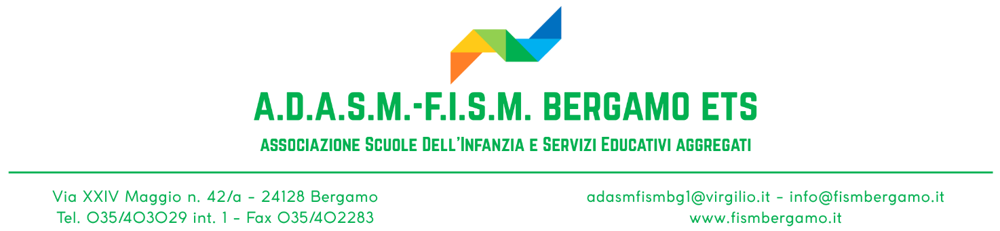 A.D.A.S.M.-F.I.S.M. BERGAMO ETS
ASSOCIAZIONE SCUOLE DELL'INFANZIA E SERVIZI EDUCATIVI AGGREGATI
Via XXIV Maggio n. 42/a - 24128 Bergamo
Tel. 035/403029 int. 1 - Fax 035/402283
adasmfismbg1@virgilio.it - info@fismbergamo.it
www.fismbergamo.it